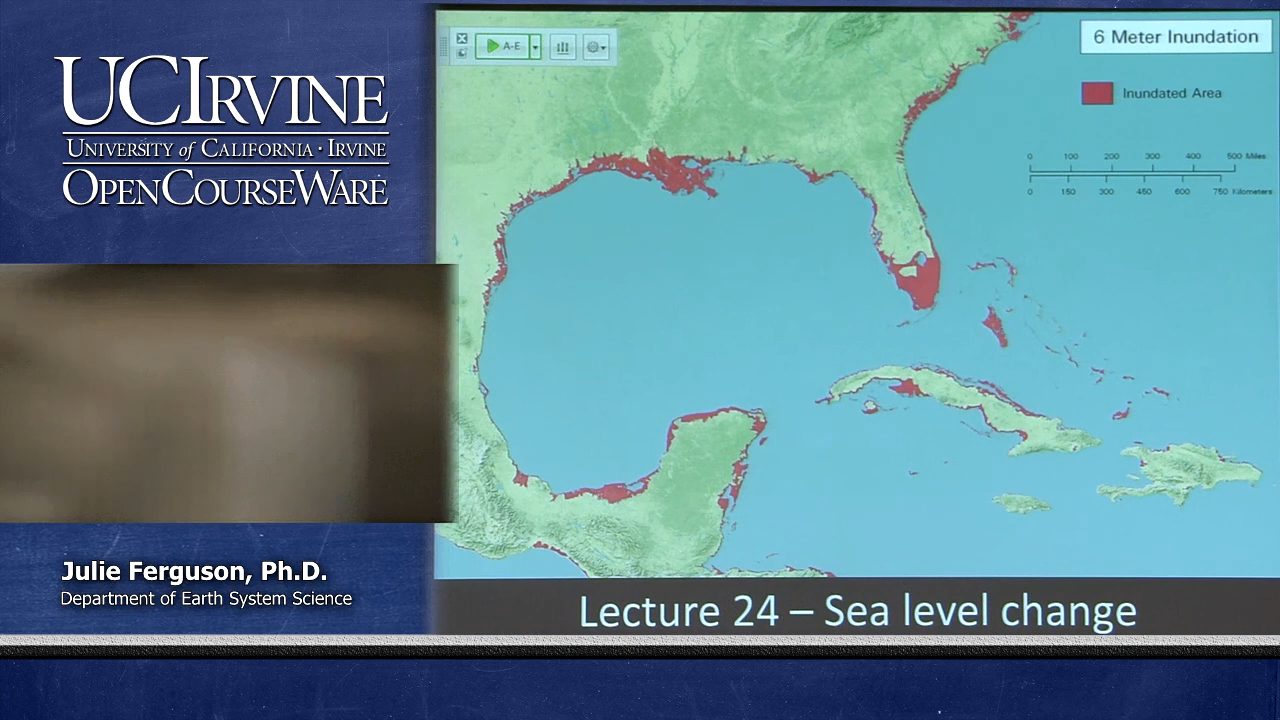 UCIRVINE
UNIVERSITY of CALIFORNIA · IRVINE
OPENCOURSEWARE
Julie Ferguson, Ph.D.
Department of Earth System Science
A-E
6 Meter Inundation
Inundated Area
0 100 200 300 400 500 Miles
0 150 300 450 600 750 Kilometers
Lecture 24 – Sea level change